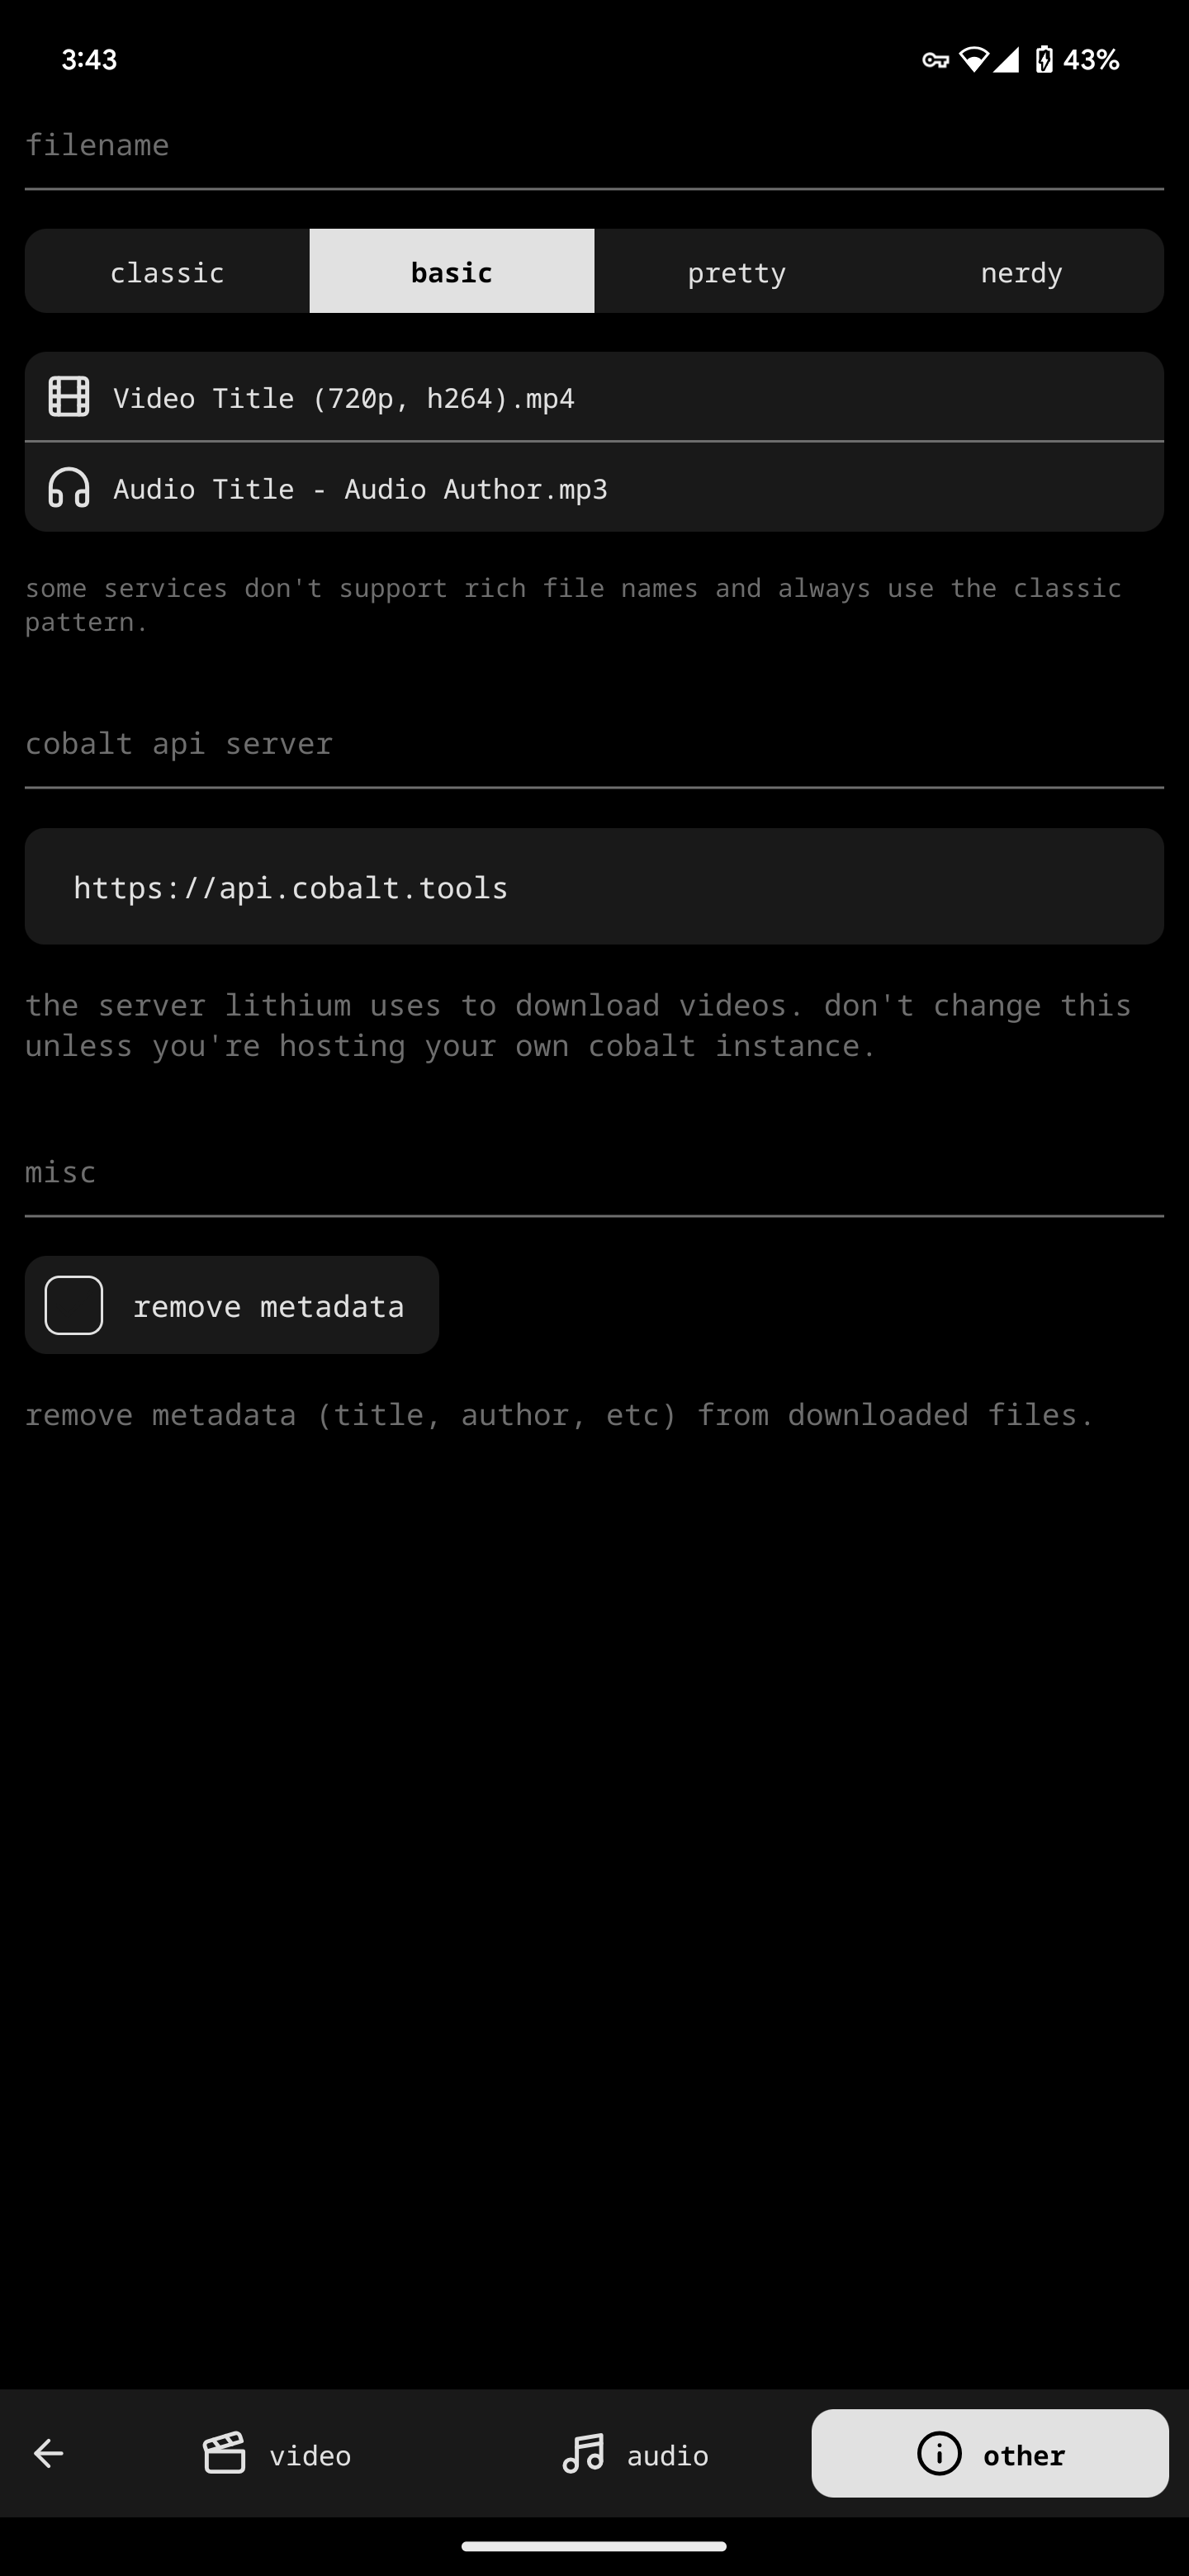 3:43 43%
filename
classic basic pretty nerdy
Video Title (720p, h264).mp4
Audio Title - Audio Author.mp3
some services don't support rich file names and always use the classic
pattern.
cobalt api server
https://api.cobalt.tools
the server lithium uses to download videos. don't change this
unless you're hosting your own cobalt instance.
misc
remove metadata
remove metadata (title, author, etc) from downloaded files.
video audio other